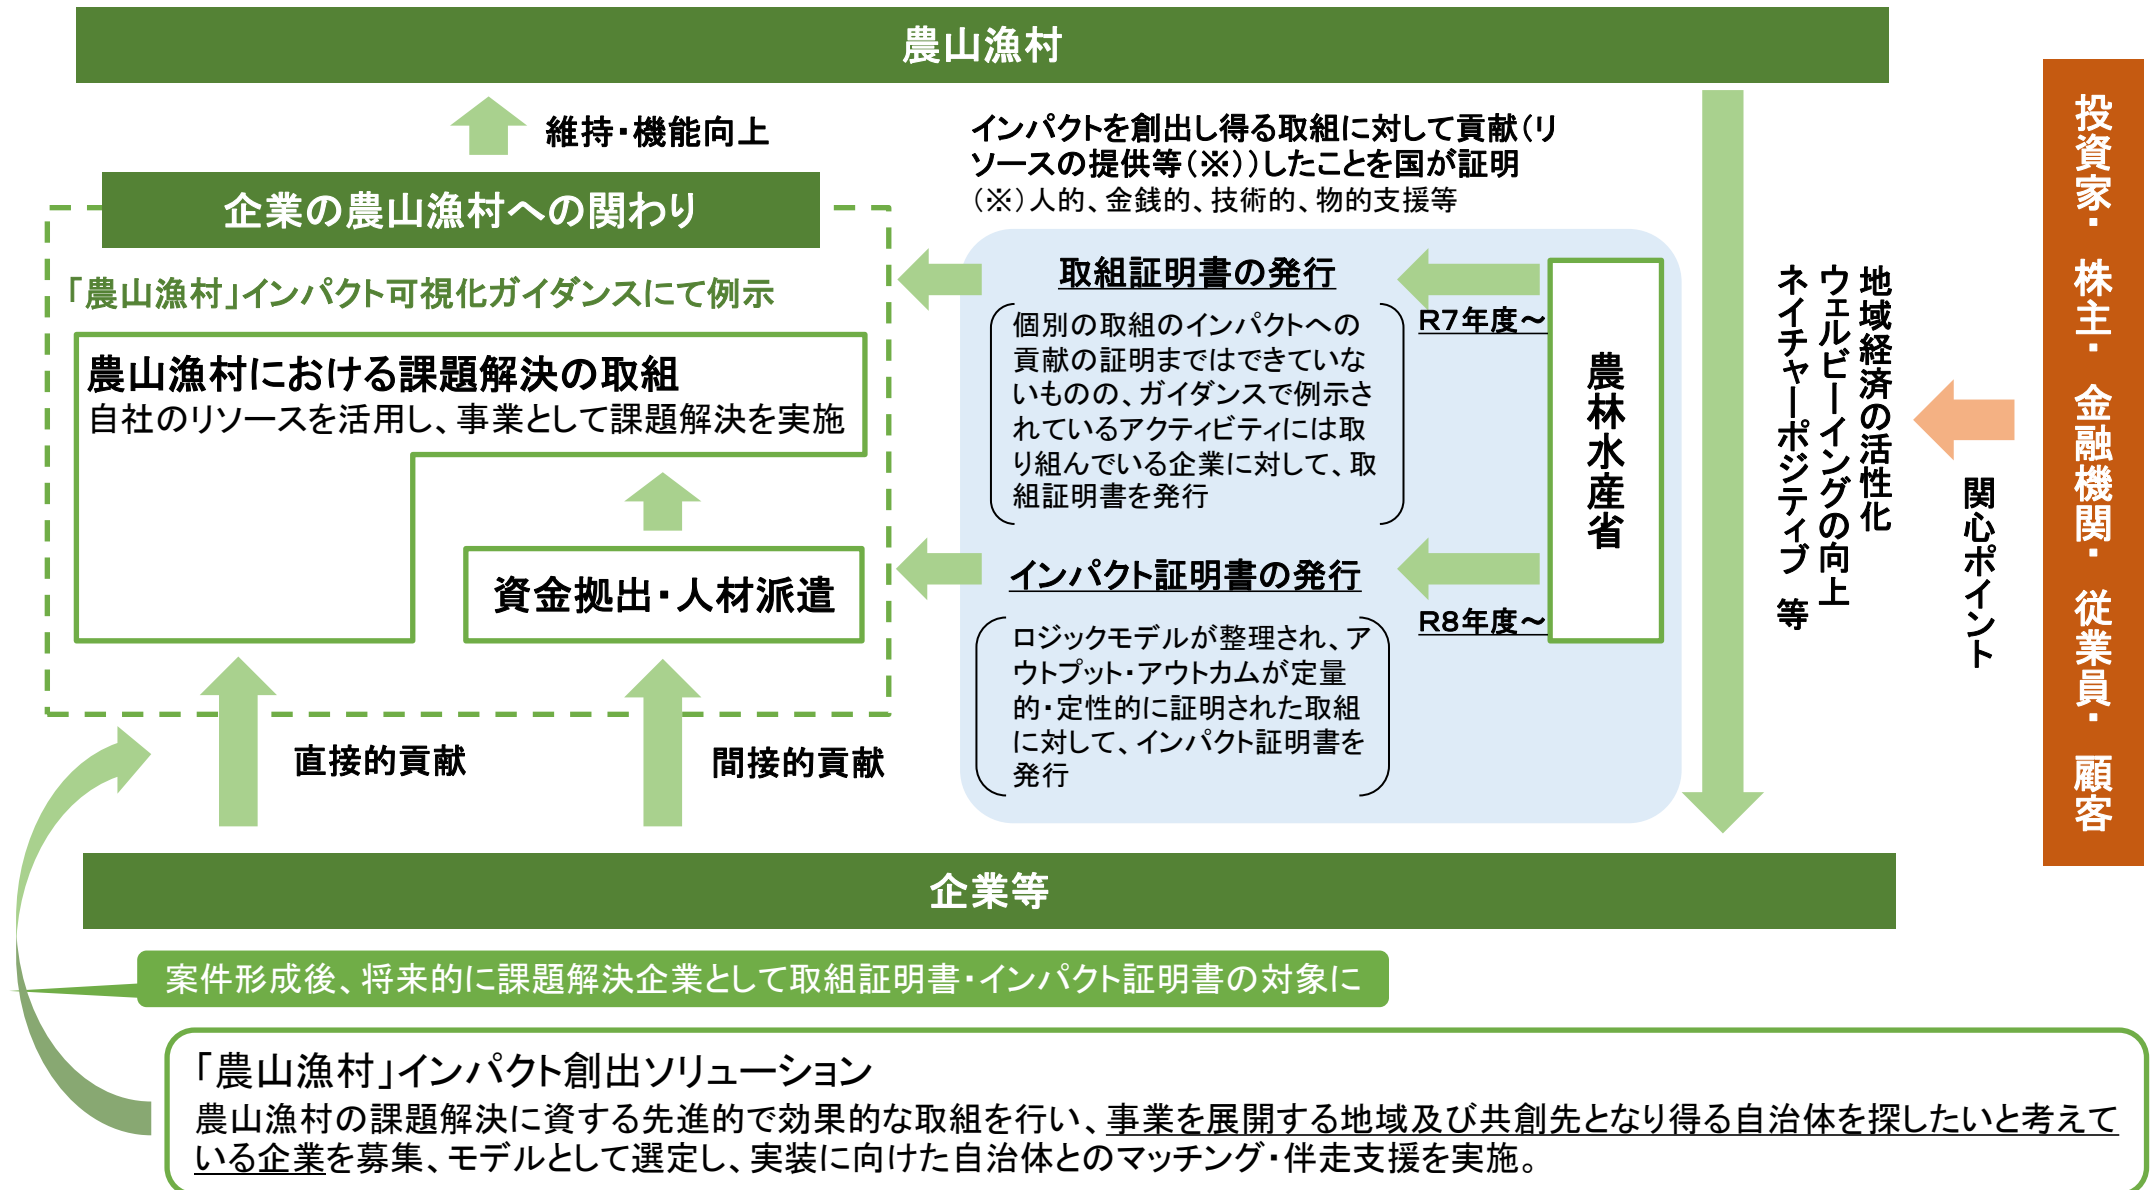 農山漁村
維持・機能向上
企業の農山漁村への関わり
「農山漁村」インパクト可視化ガイダンスにて例示
農山漁村における課題解決の取組
自社のリソースを活用し、事業として課題解決を実施
資金拠出・人材派遣
直接的貢献
間接的貢献
インパクトを創出し得る取組に対して貢献（リ
ソースの提供等（※））したことを国が証明
（※）人的、金銭的、技術的、物的支援等
取組証明書の発行
個別の取組のインパクトへの
貢献の証明まではできていな
いものの、ガイダンスで例示さ
れているアクティビティには取
り組んでいる企業に対して、取
組証明書を発行
R7年度～
インパクト証明書の発行
ロジックモデルが整理され、ア
ウトプット・アウトカムが定量
的・定性的に証明された取組
に対して、インパクト証明書を
発行
R8年度～
農林水産省
地域経済の活性化
ウェルビーイングの向上
ネイチャーポジティブ 等
関心ポイント
投資家・株主・金融機関・従業員・顧客
企業等
案件形成後、将来的に課題解決企業として取組証明書・インパクト証明書の対象に
「農山漁村」インパクト創出ソリューション
農山漁村の課題解決に資する先進的で効果的な取組を行い、事業を展開する地域及び共創先となり得る自治体を探したいと考えて
いる企業を募集、モデルとして選定し、実装に向けた自治体とのマッチング・伴走支援を実施。